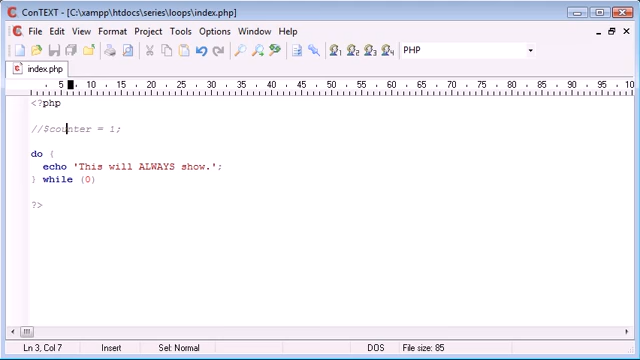 ConTEXT - [C:\xampp\htdocs\series\loops\index.php]
File Edit View Format Project Tools Options Window Help
PHP
index.php
5 10 15 20 25 30 35 40 45 50 55 60 65 70 75 80 85 90 95 10
<?php
//$counter = 1;
do {
echo 'This will ALWAYS show.';
} while (0)
?>
Ln 3, Col 7 Insert Sel: Normal DOS File size: 85